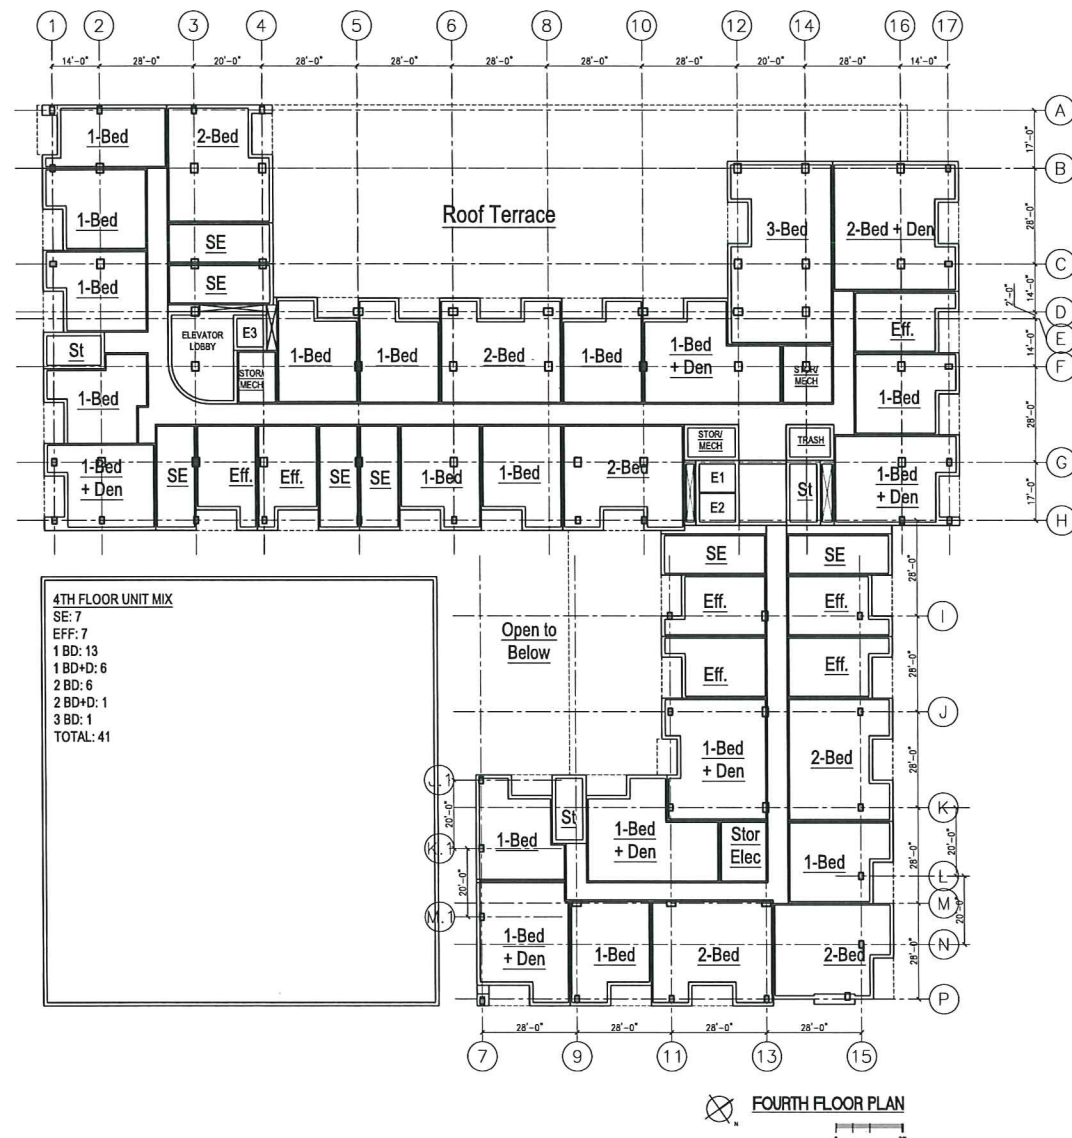 1 2 3 4 5 6 8 10 12 14 16 17
14'-0" 28'-0" 20'-0" 28'-0" 28'-0" 28'-0" 28'-0" 28'-0" 20'-0" 28'-0" 14'-0"
A
17'-0"
1-Bed 2-Bed
B
Roof Terrace
1-Bed 3-Bed 2-Bed + Den
28'-0"
SE
C
1-Bed SE
14'-0"
D
2'-0"
E
ELEVATOR
LOBBY
E3
Eff.
St
1-Bed 1-Bed 2-Bed 1-Bed
1-Bed
+ Den
14'-0"
F
STOR/
MECH
STOR/
MECH
1-Bed 1-Bed
28'-0"
STOR/
MECH
TRASH
G
1-Bed
+ Den
SE Eff. Eff. SE SE 1-Bed 1-Bed 2-Bed
E1
E2
St
1-Bed
+ Den
17'-0"
H
SE SE
28'-0"
Eff. Eff.
I
Open to
Below
4TH FLOOR UNIT MIX
SE: 7
EFF: 7
1 BD: 13
1 BD+D: 6
2 BD: 6
2 BD+D: 1
3 BD: 1
TOTAL: 41
Eff. Eff.
28'-0"
J
1-Bed
+ Den
2-Bed
28'-0"
J.1
20'-0"
K
St
1-Bed
1-Bed
+ Den
Stor
Elec
1-Bed
28'-0"
20'-0"
K.1
L
20'-0"
M
20'-0"
M.1
1-Bed
+ Den
1-Bed 2-Bed 2-Bed
N
28'-0"
P
28'-0" 28'-0" 28'-0" 28'-0"
7 9 11 13 15
N
FOURTH FLOOR PLAN